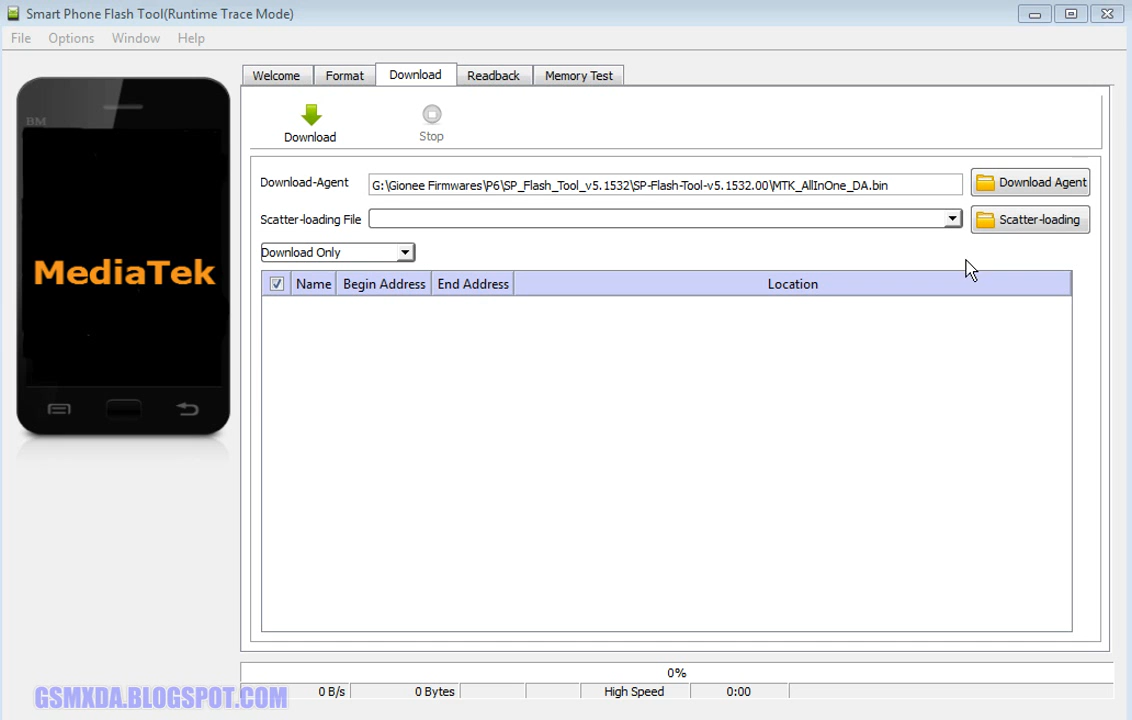 Smart Phone Flash Tool(Runtime Trace Mode)
File Options Window Help
Welcome Format Download Readback Memory Test
BM
Download Stop
Download-Agent G:\Gionee Firmwares\P6\SP_Flash_Tool_v5.1532\SP-Flash-Tool-v5.1532.00\MTK_AllInOne_DA.bin Download Agent
Scatter-loading File Scatter-loading
Download Only
MediaTek
Name Begin Address End Address Location
0%
0 B/s 0 Bytes High Speed 0:00
GSMXDA.BLOGSPOT.COM